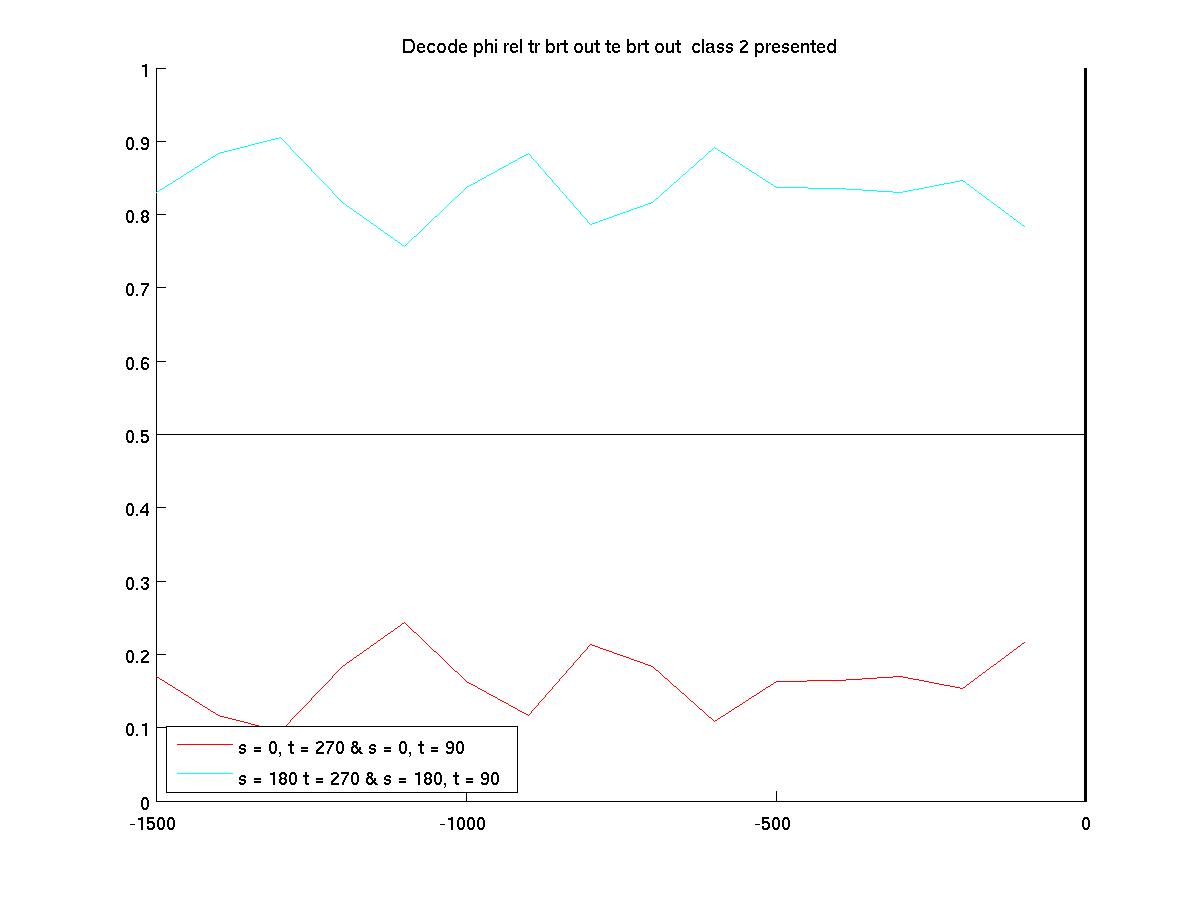 Decode phi rel tr brt out te brt out class 2 presented
1
0.9
0.8
0.7
0.6
0.5
0.4
0.3
0.2
0.1
0
s = 0, t = 270 & s = 0, t = 90
s = 180 t = 270 & s = 180, t = 90
-1500 -1000 -500 0